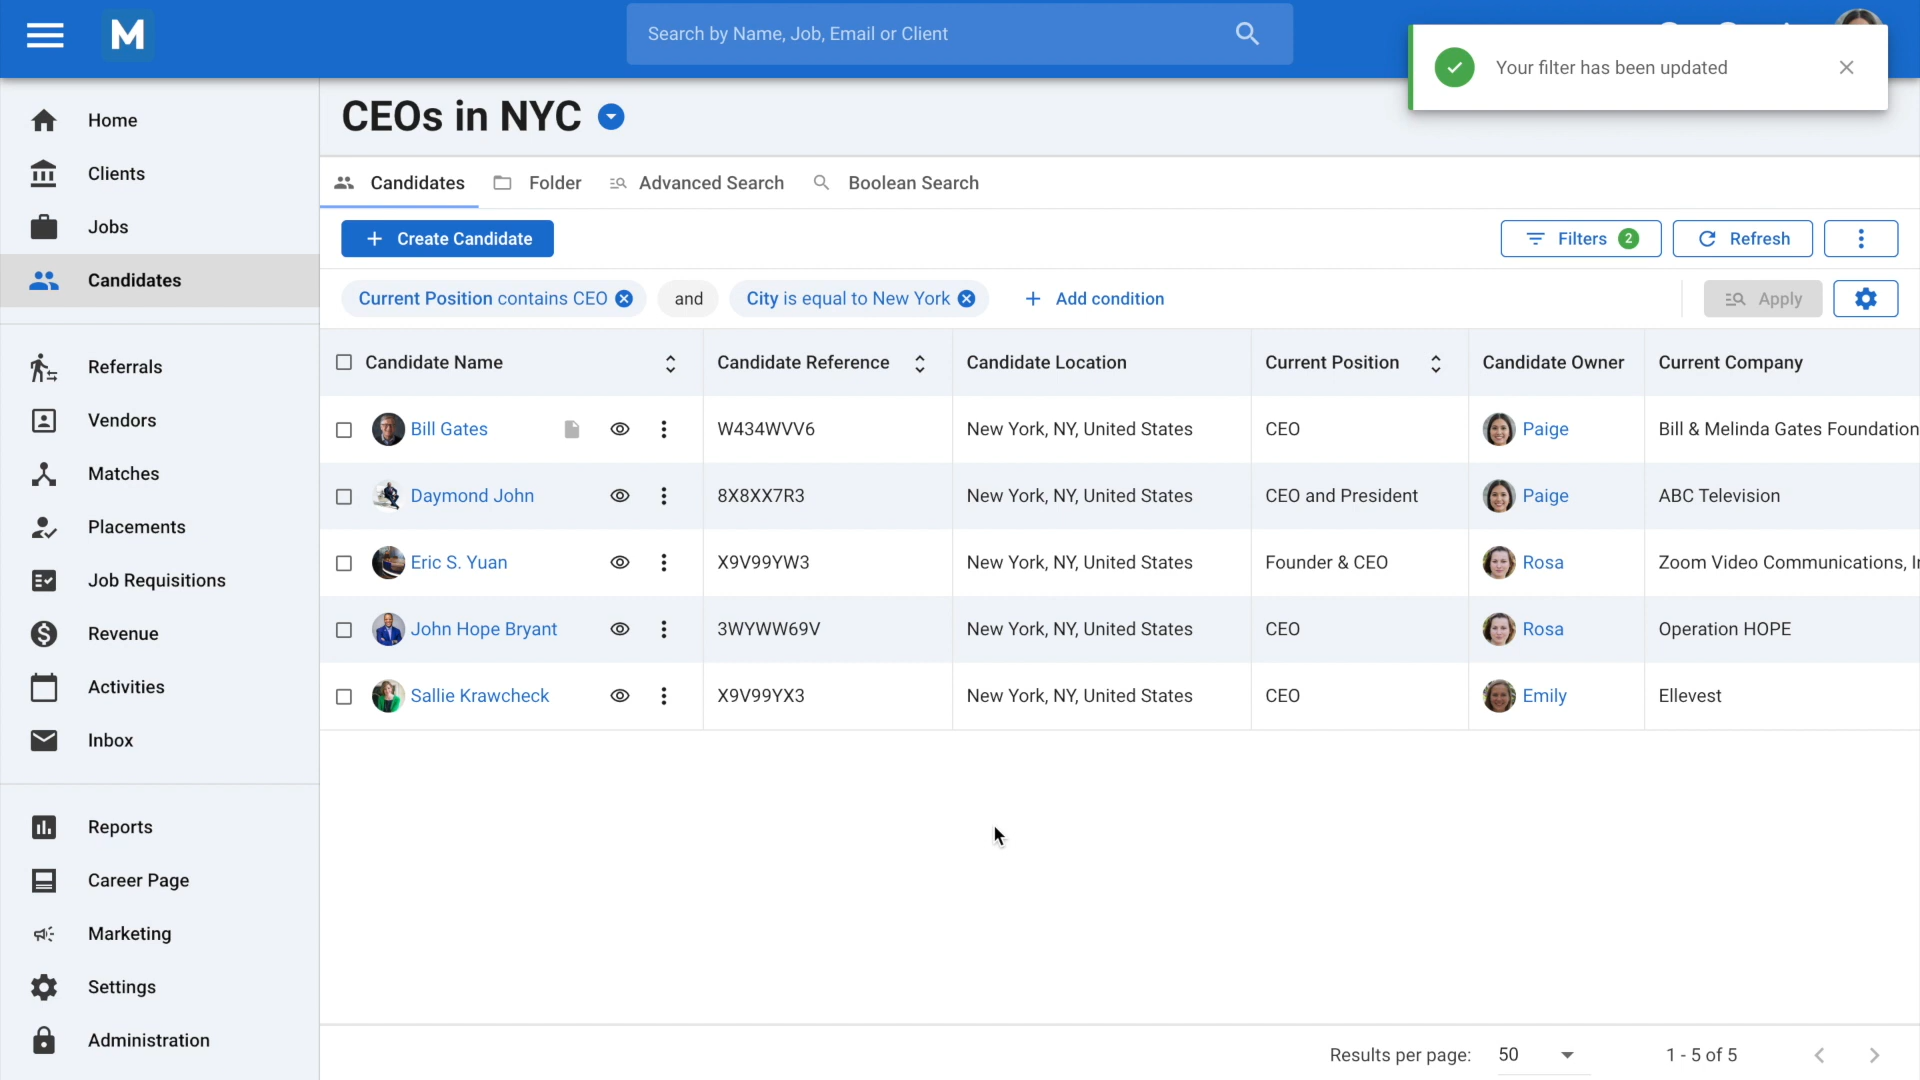 M
Search by Name, Job, Email or Client
Your filter has been updated
Home
Clients
Jobs
Candidates
Referrals
Vendors
Matches
Placements
Job Requisitions
Revenue
Activities
Inbox
Reports
Career Page
Marketing
Settings
Administration
CEOs in NYC
Candidates Folder Advanced Search Boolean Search
+ Create Candidate Filters 2 Refresh
Current Position contains CEO and City is equal to New York + Add condition Apply
Candidate Name Candidate Reference Candidate Location Current Position Candidate Owner Current Company
Bill Gates W434WVV6 New York, NY, United States CEO Paige Bill & Melinda Gates Foundation
Daymond John 8X8XX7R3 New York, NY, United States CEO and President Paige ABC Television
Eric S. Yuan X9V99YW3 New York, NY, United States Founder & CEO Rosa Zoom Video Communications,
John Hope Bryant 3WYWW69V New York, NY, United States CEO Rosa Operation HOPE
Sallie Krawcheck X9V99YX3 New York, NY, United States CEO Emily Ellevest
Results per page: 50 1 - 5 of 5